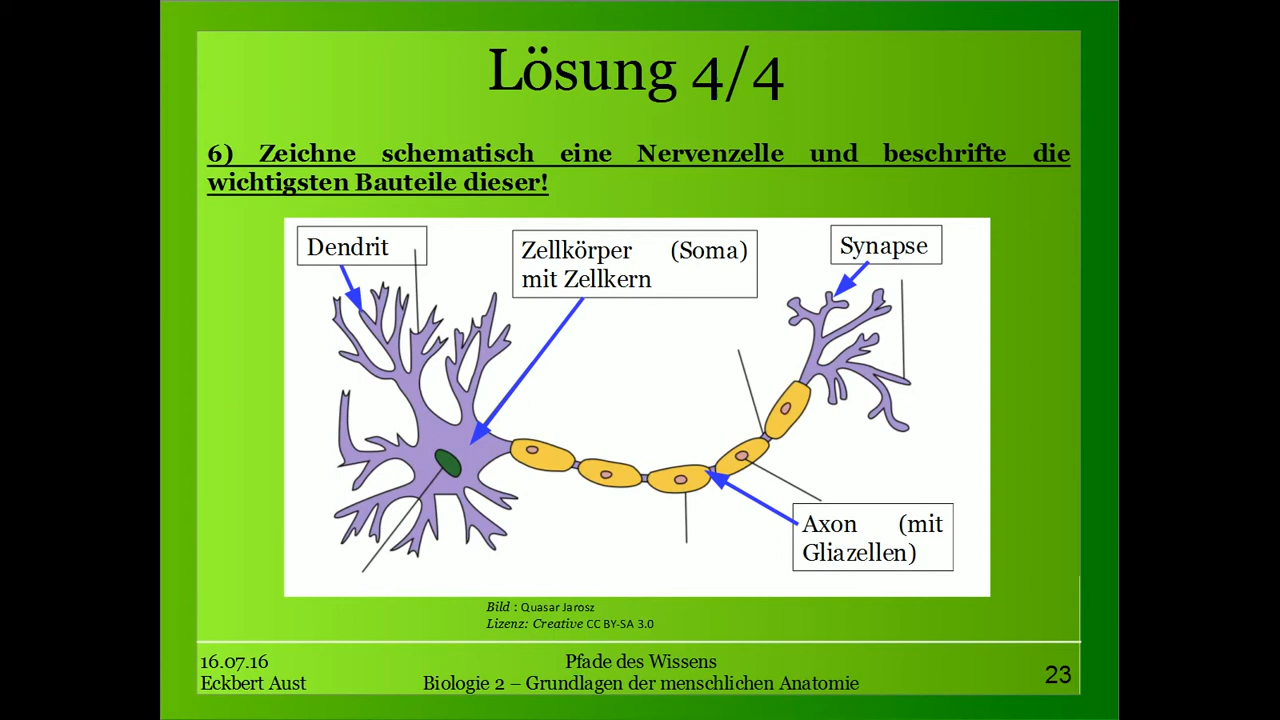 Lösung 4/4
6) Zeichne schematisch eine Nervenzelle und beschrifte die
wichtigsten Bauteile dieser!
Dendrit
Zellkörper (Soma)
mit Zellkern
Synapse
Axon (mit
Gliazellen)
Bild : Quasar Jarosz
Lizenz: Creative CC BY-SA 3.0
16.07.16
Eckbert Aust
Pfade des Wissens
Biologie 2 – Grundlagen der menschlichen Anatomie
23